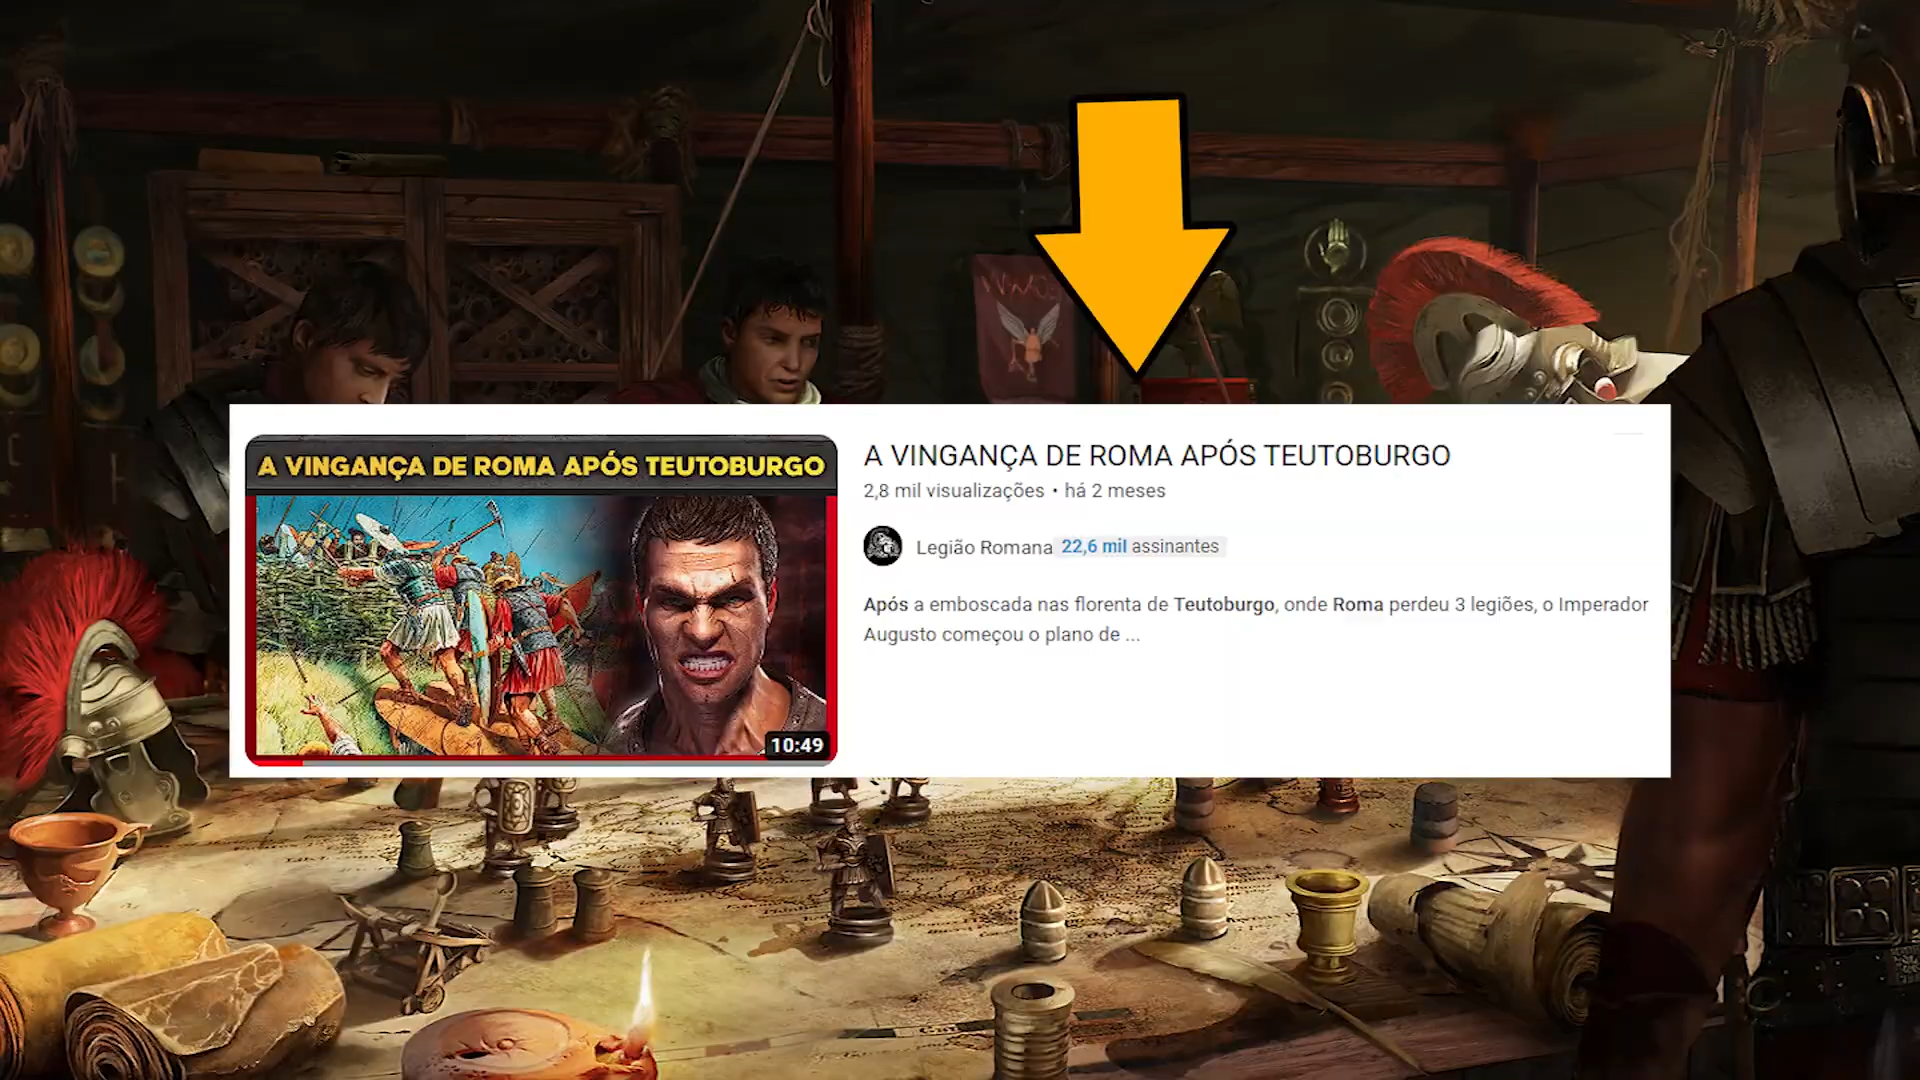 A VINGANÇA DE ROMA APÓS TEUTOBURGO
10:49
A VINGANÇA DE ROMA APÓS TEUTOBURGO
2,8 mil visualizações • há 2 meses
Legião Romana 22,6 mil assinantes
Após a emboscada nas florenta de Teutoburgo, onde Roma perdeu 3 legiões, o Imperador
Augusto começou o plano de ...